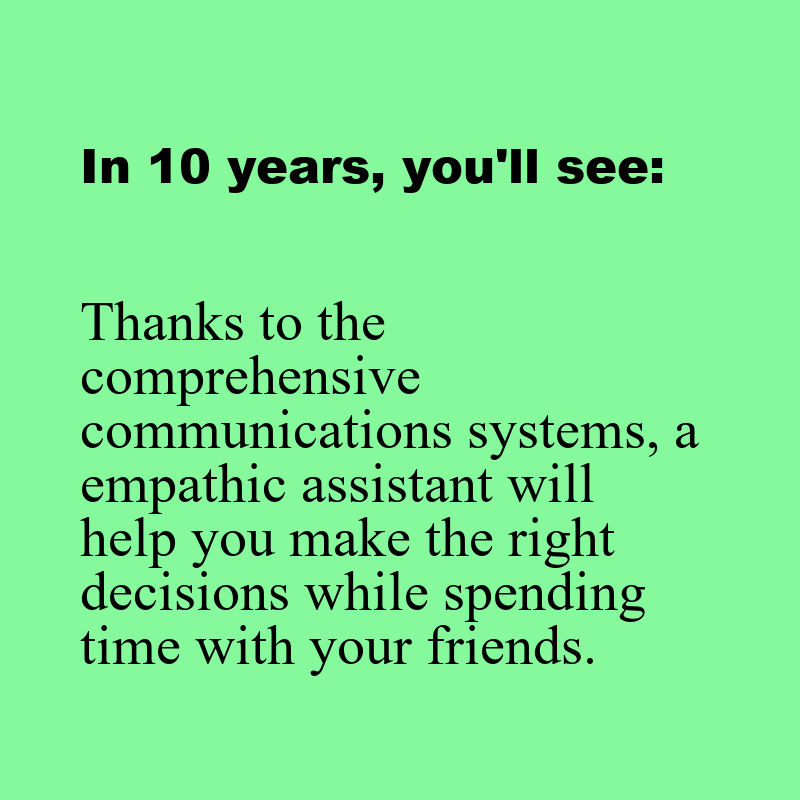 In 10 years, you'll see:
Thanks to the
comprehensive
communications systems, a
empathic assistant will
help you make the right
decisions while spending
time with your friends.